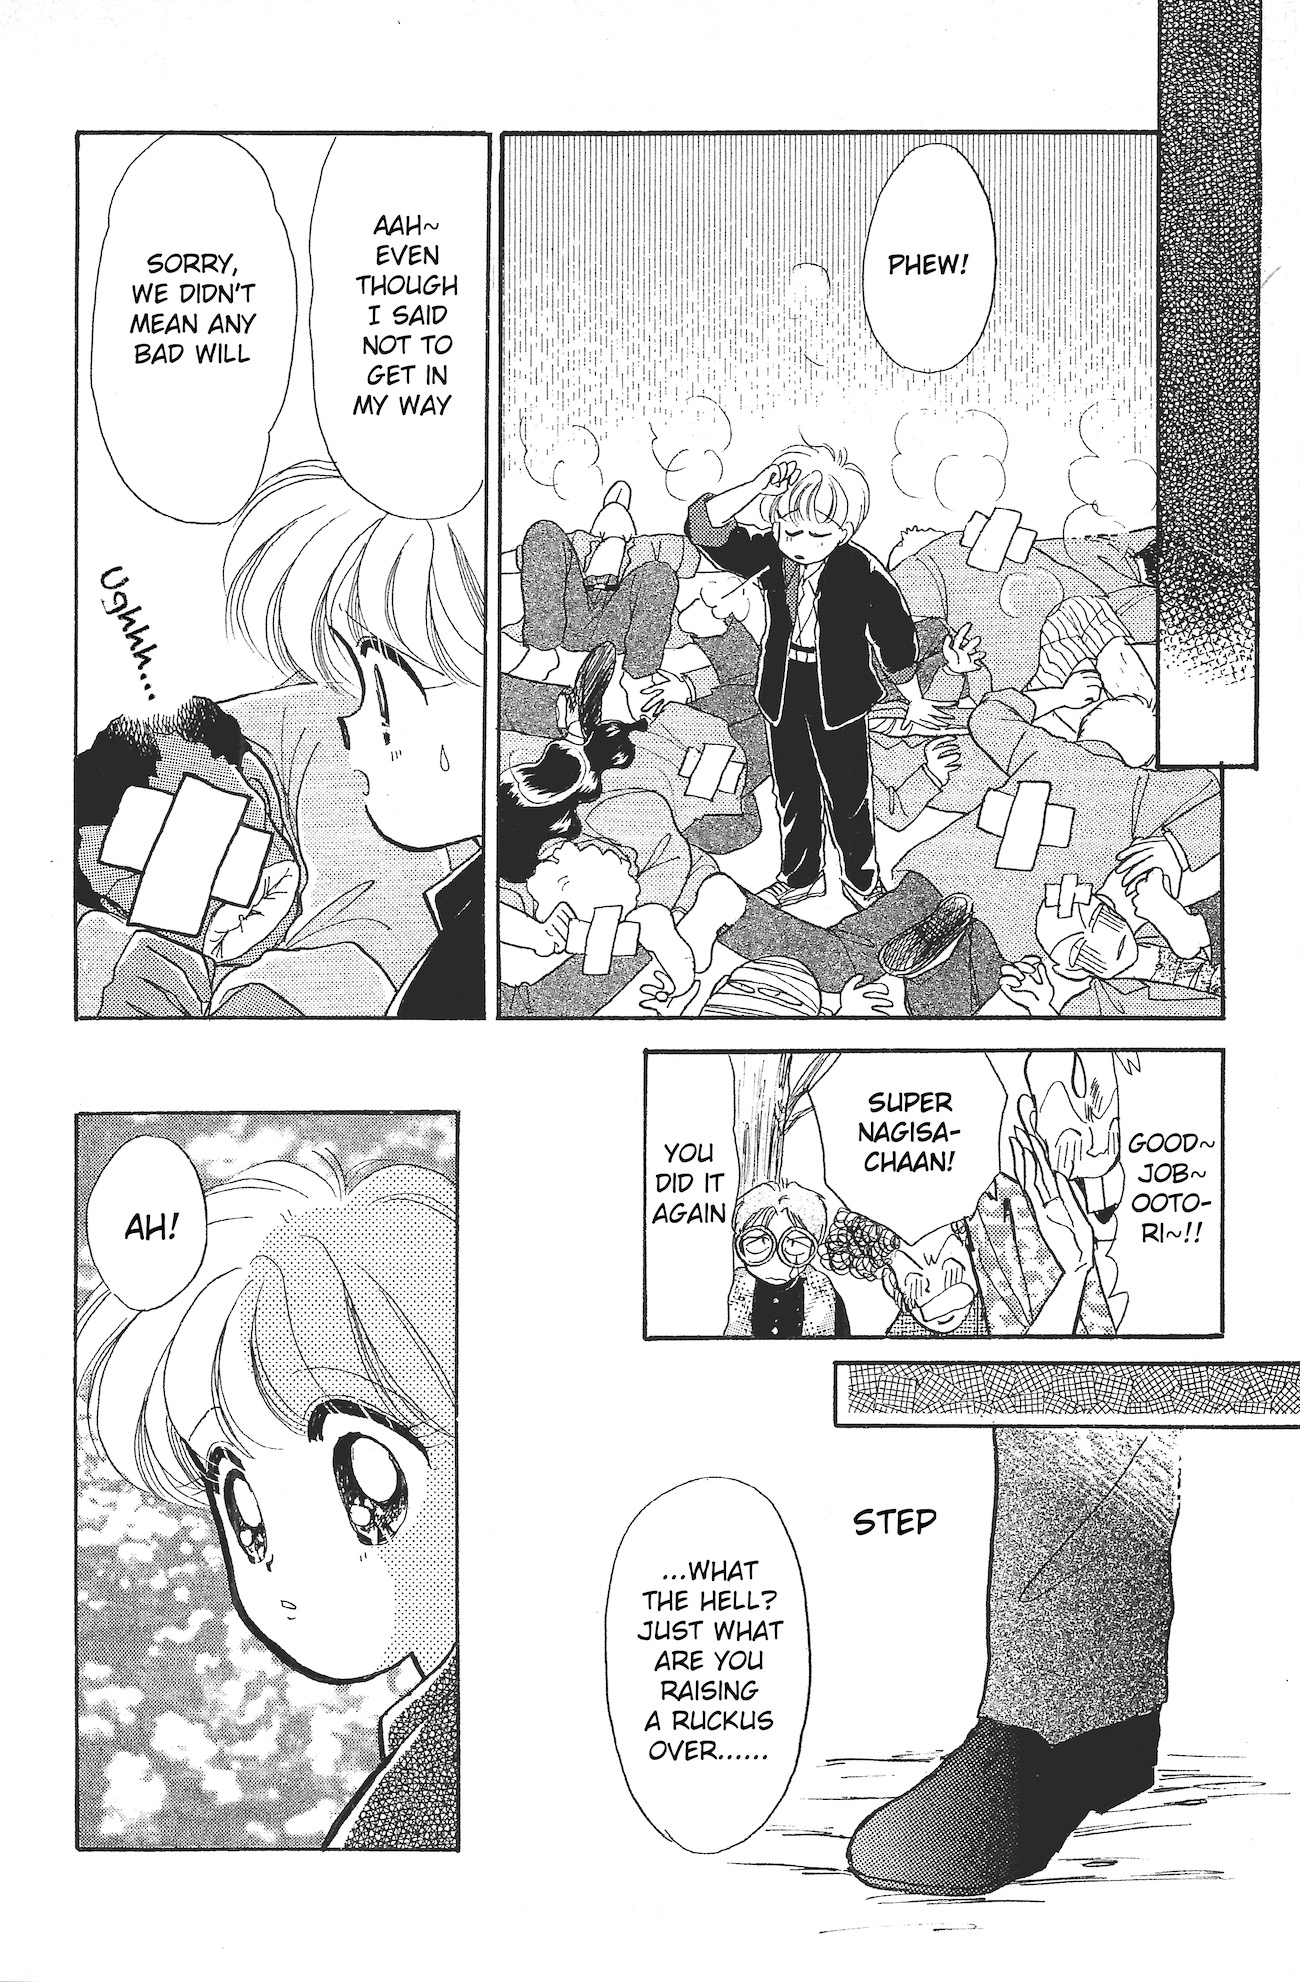 PHEW!
AAH~
EVEN
THOUGH
I SAID
NOT TO
GET IN
MY WAY
SORRY,
WE DIDN'T
MEAN ANY
BAD WILL
Ughhh...
GOOD~
JOB~
OOTO-
RI~!!
SUPER
NAGISA-
CHAAN!
YOU
DID IT
AGAIN
STEP
...WHAT
THE HELL?
JUST WHAT
ARE YOU
RAISING
A RUCKUS
OVER......
AH!